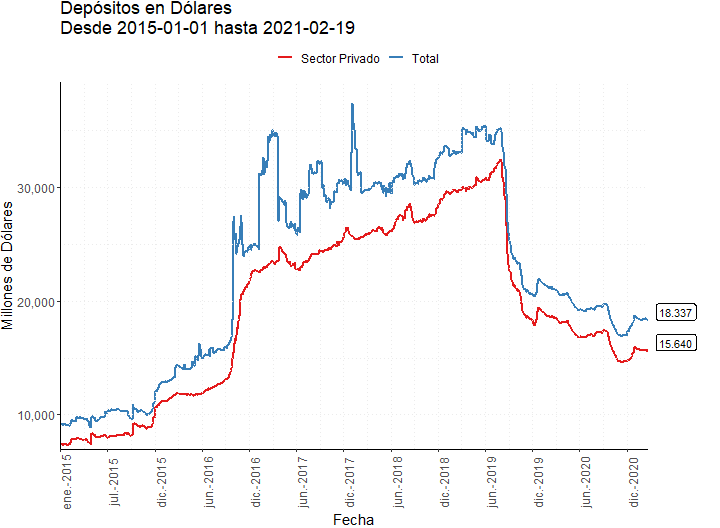 Depósitos en Dólares
Desde 2015-01-01 hasta 2021-02-19
Sector Privado
Total
Millones de Dólares
30,000
20,000
10,000
18.337
15.640
ene.-2015
jul.-2015
dic.-2015
jun.-2016
dic.-2016
jun.-2017
dic.-2017
jun.-2018
dic.-2018
jun.-2019
dic.-2019
jun.-2020
dic.-2020
Fecha